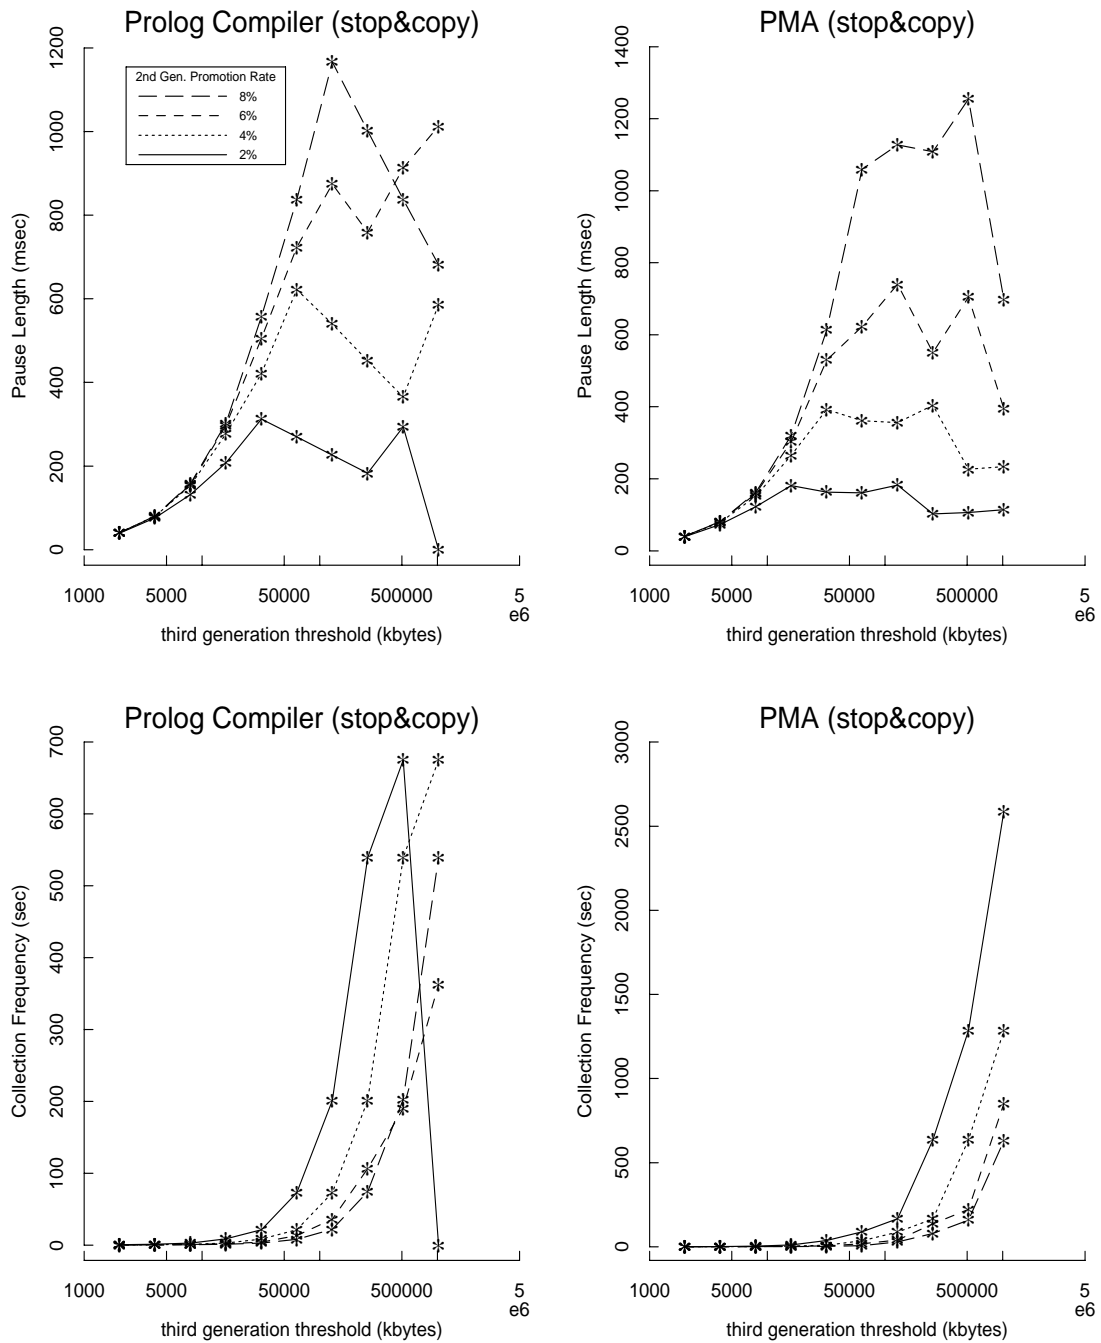 Prolog Compiler (stop&copy)
1200
1000
800
600
400
200
0
Pause Length (msec)
2nd Gen. Promotion Rate
8%
6%
4%
2%
1000 5000 50000 500000 5
e6
third generation threshold (kbytes)
PMA (stop&copy)
1400
1200
1000
800
600
400
200
0
Pause Length (msec)
1000 5000 50000 500000 5
e6
third generation threshold (kbytes)
Prolog Compiler (stop&copy)
700
600
500
400
300
200
100
0
Collection Frequency (sec)
1000 5000 50000 500000 5
e6
third generation threshold (kbytes)
PMA (stop&copy)
3000
2500
2000
1500
1000
500
0
Collection Frequency (sec)
1000 5000 50000 500000 5
e6
third generation threshold (kbytes)